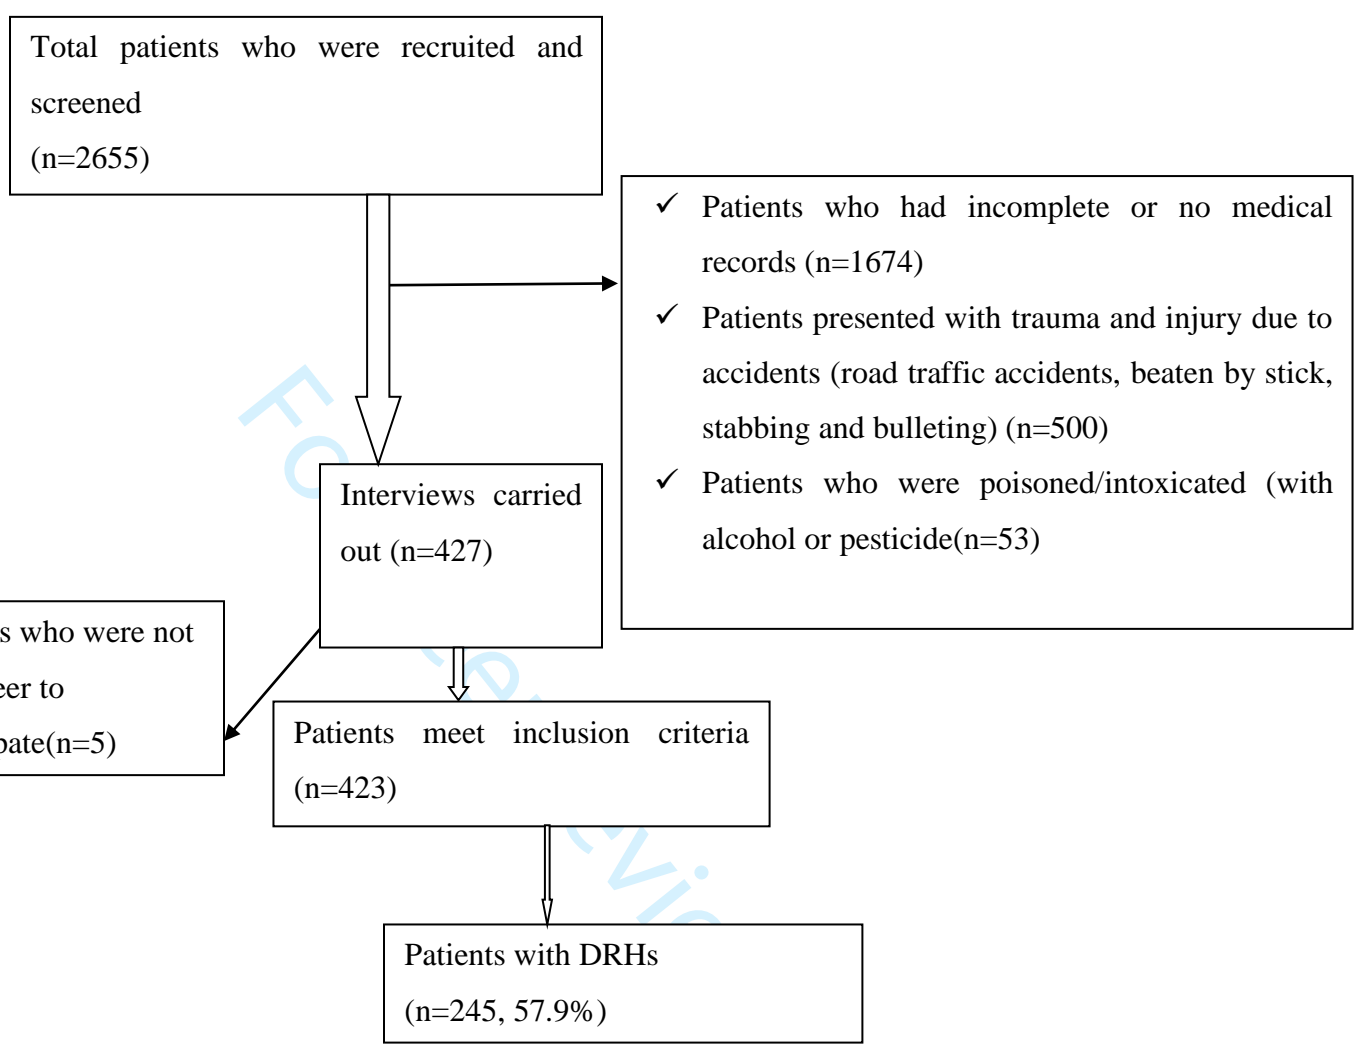 Total patients who were recruited and
screened
(n=2655)
✓ Patients who had incomplete or no medical
records (n=1674)
✓ Patients presented with trauma and injury due to
accidents (road traffic accidents, beaten by stick,
stabbing and bulleting) (n=500)
✓ Patients who were poisoned/intoxicated (with
alcohol or pesticide(n=53)
Interviews carried
out (n=427)
s who were not
eer to
pate(n=5)
Patients meet inclusion criteria
(n=423)
Patients with DRHs
(n=245, 57.9%)